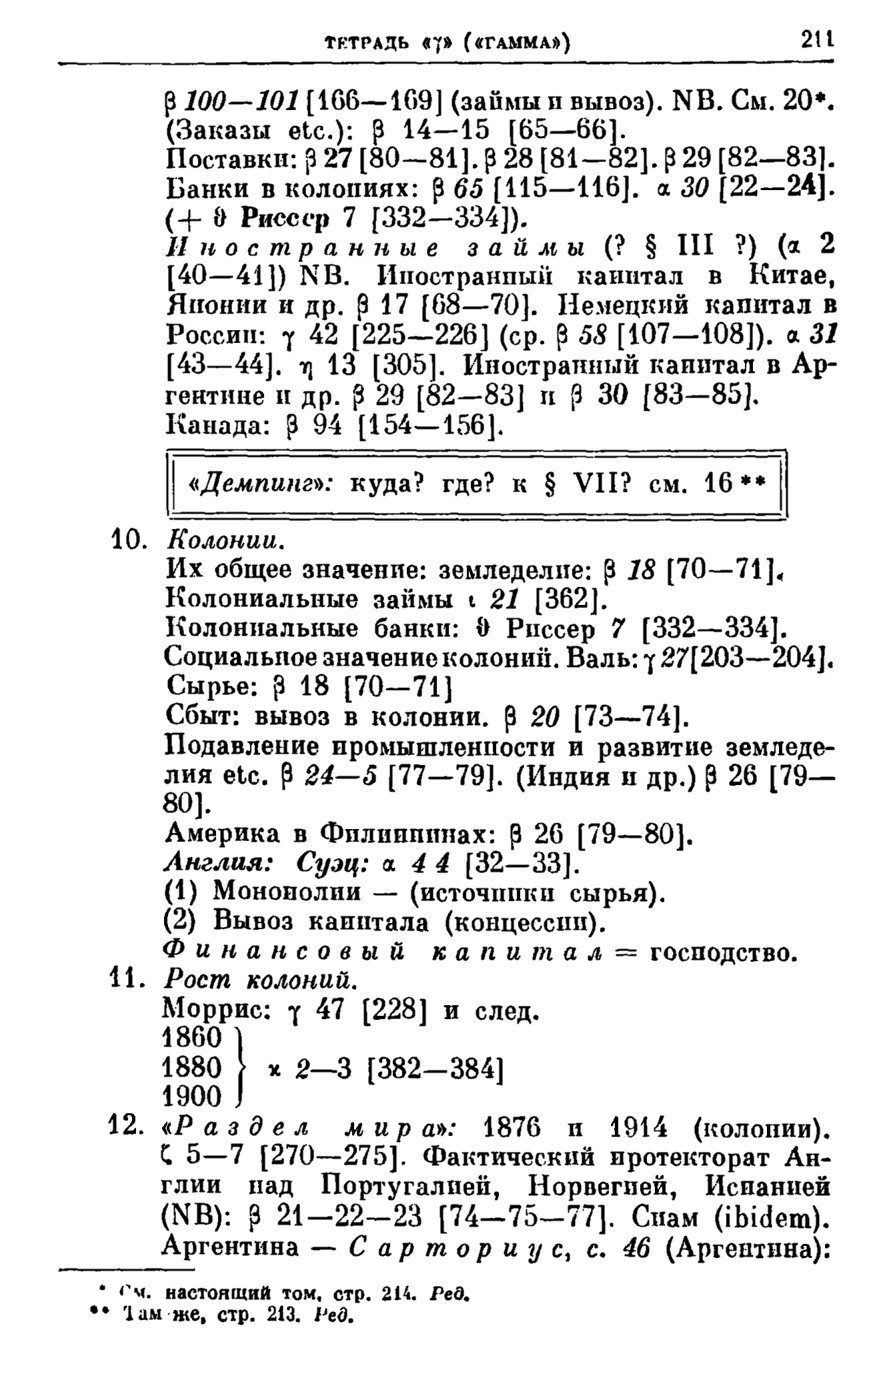 ТЕТРАДЬ «γ» («ГАММА») 211
β 100—101 [166—169] (займы и вывоз). NB. См. 20*.
(Заказы etc.): β 14—15 [65—66].
Поставки: β 27 [80—81]. β 28 [81—82]. β 29 [82—83].
Банки в колониях: β 65 [115—116]. α 30 [22—24].
(+ ϑ Риссер 7 [332—334]).
Иностранные займы (? § III ?) (α 2
[40—41]) NB. Иностранный капитал в Китае,
Японии и др. β 17 [68—70]. Немецкий капитал в
России: γ 42 [225—226] (ср. β 58 [107—108]). α 31
[43—44]. η 13 [305]. Иностранный капитал в Ар-
гентине и др. β 29 [82—83] и β 30 [83—85].
Канада: β 94 [154—156].
«Демпинг»: куда? где? к § VII? см. 16**
10. Колонии.
Их общее значение: земледелие: β 18 [70—71].
Колониальные займы ι 21 [362].
Колониальные банки: ϑ Риссер 7 [332—334].
Социальное значение колоний. Валь: γ 27 [203—204].
Сырье: β 18 [70—71]
Сбыт: вывоз в колонии. β 20 [73—74].
Подавление промышленности и развитие земледе-
лия etc. β 24—5 [77—79]. (Индия и др.) β 26 [79—
80].
Америка в Филиппинах: β 26 [79—80].
Англия: Суэц: α 4 4 [32—33].
(1) Монополии — (источники сырья).
(2) Вывоз капитала (концессии).
Финансовый капитал = господство.
11. Рост колоний.
Моррис: γ 47 [228] и след.
1860
1880 } κ 2—3 [382—384]
1900
12. «Раздел мира»: 1876 и 1914 (колонии).
ζ 5—7 [270—275]. Фактический протекторат Ан-
глии над Португалией, Норвегией, Испанией
(NB): β 21—22—23 [74—75—77]. Сиам (ibidem).
Аргентина — Сарториус, с. 46 (Аргентина):
* См. настоящий том, стр. 214. Ред.
** Там же, стр. 213. Ред.